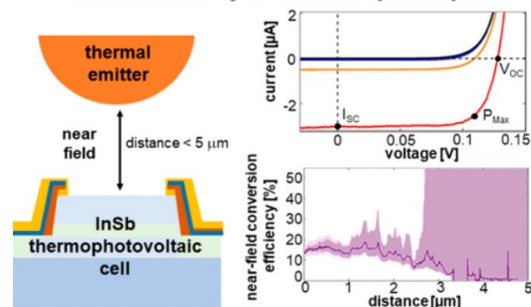 thermal
emitter
near
field
distance < 5 μm
InSb
thermophotovoltaic
cell
current [μA]
2
0
-2
I_SC
V_OC
P_Max
0
0.05
0.10
0.15
voltage [V]
near-field conversion
efficiency [%]
50
40
30
20
10
0
0
1
2
3
4
5
distance[μm]